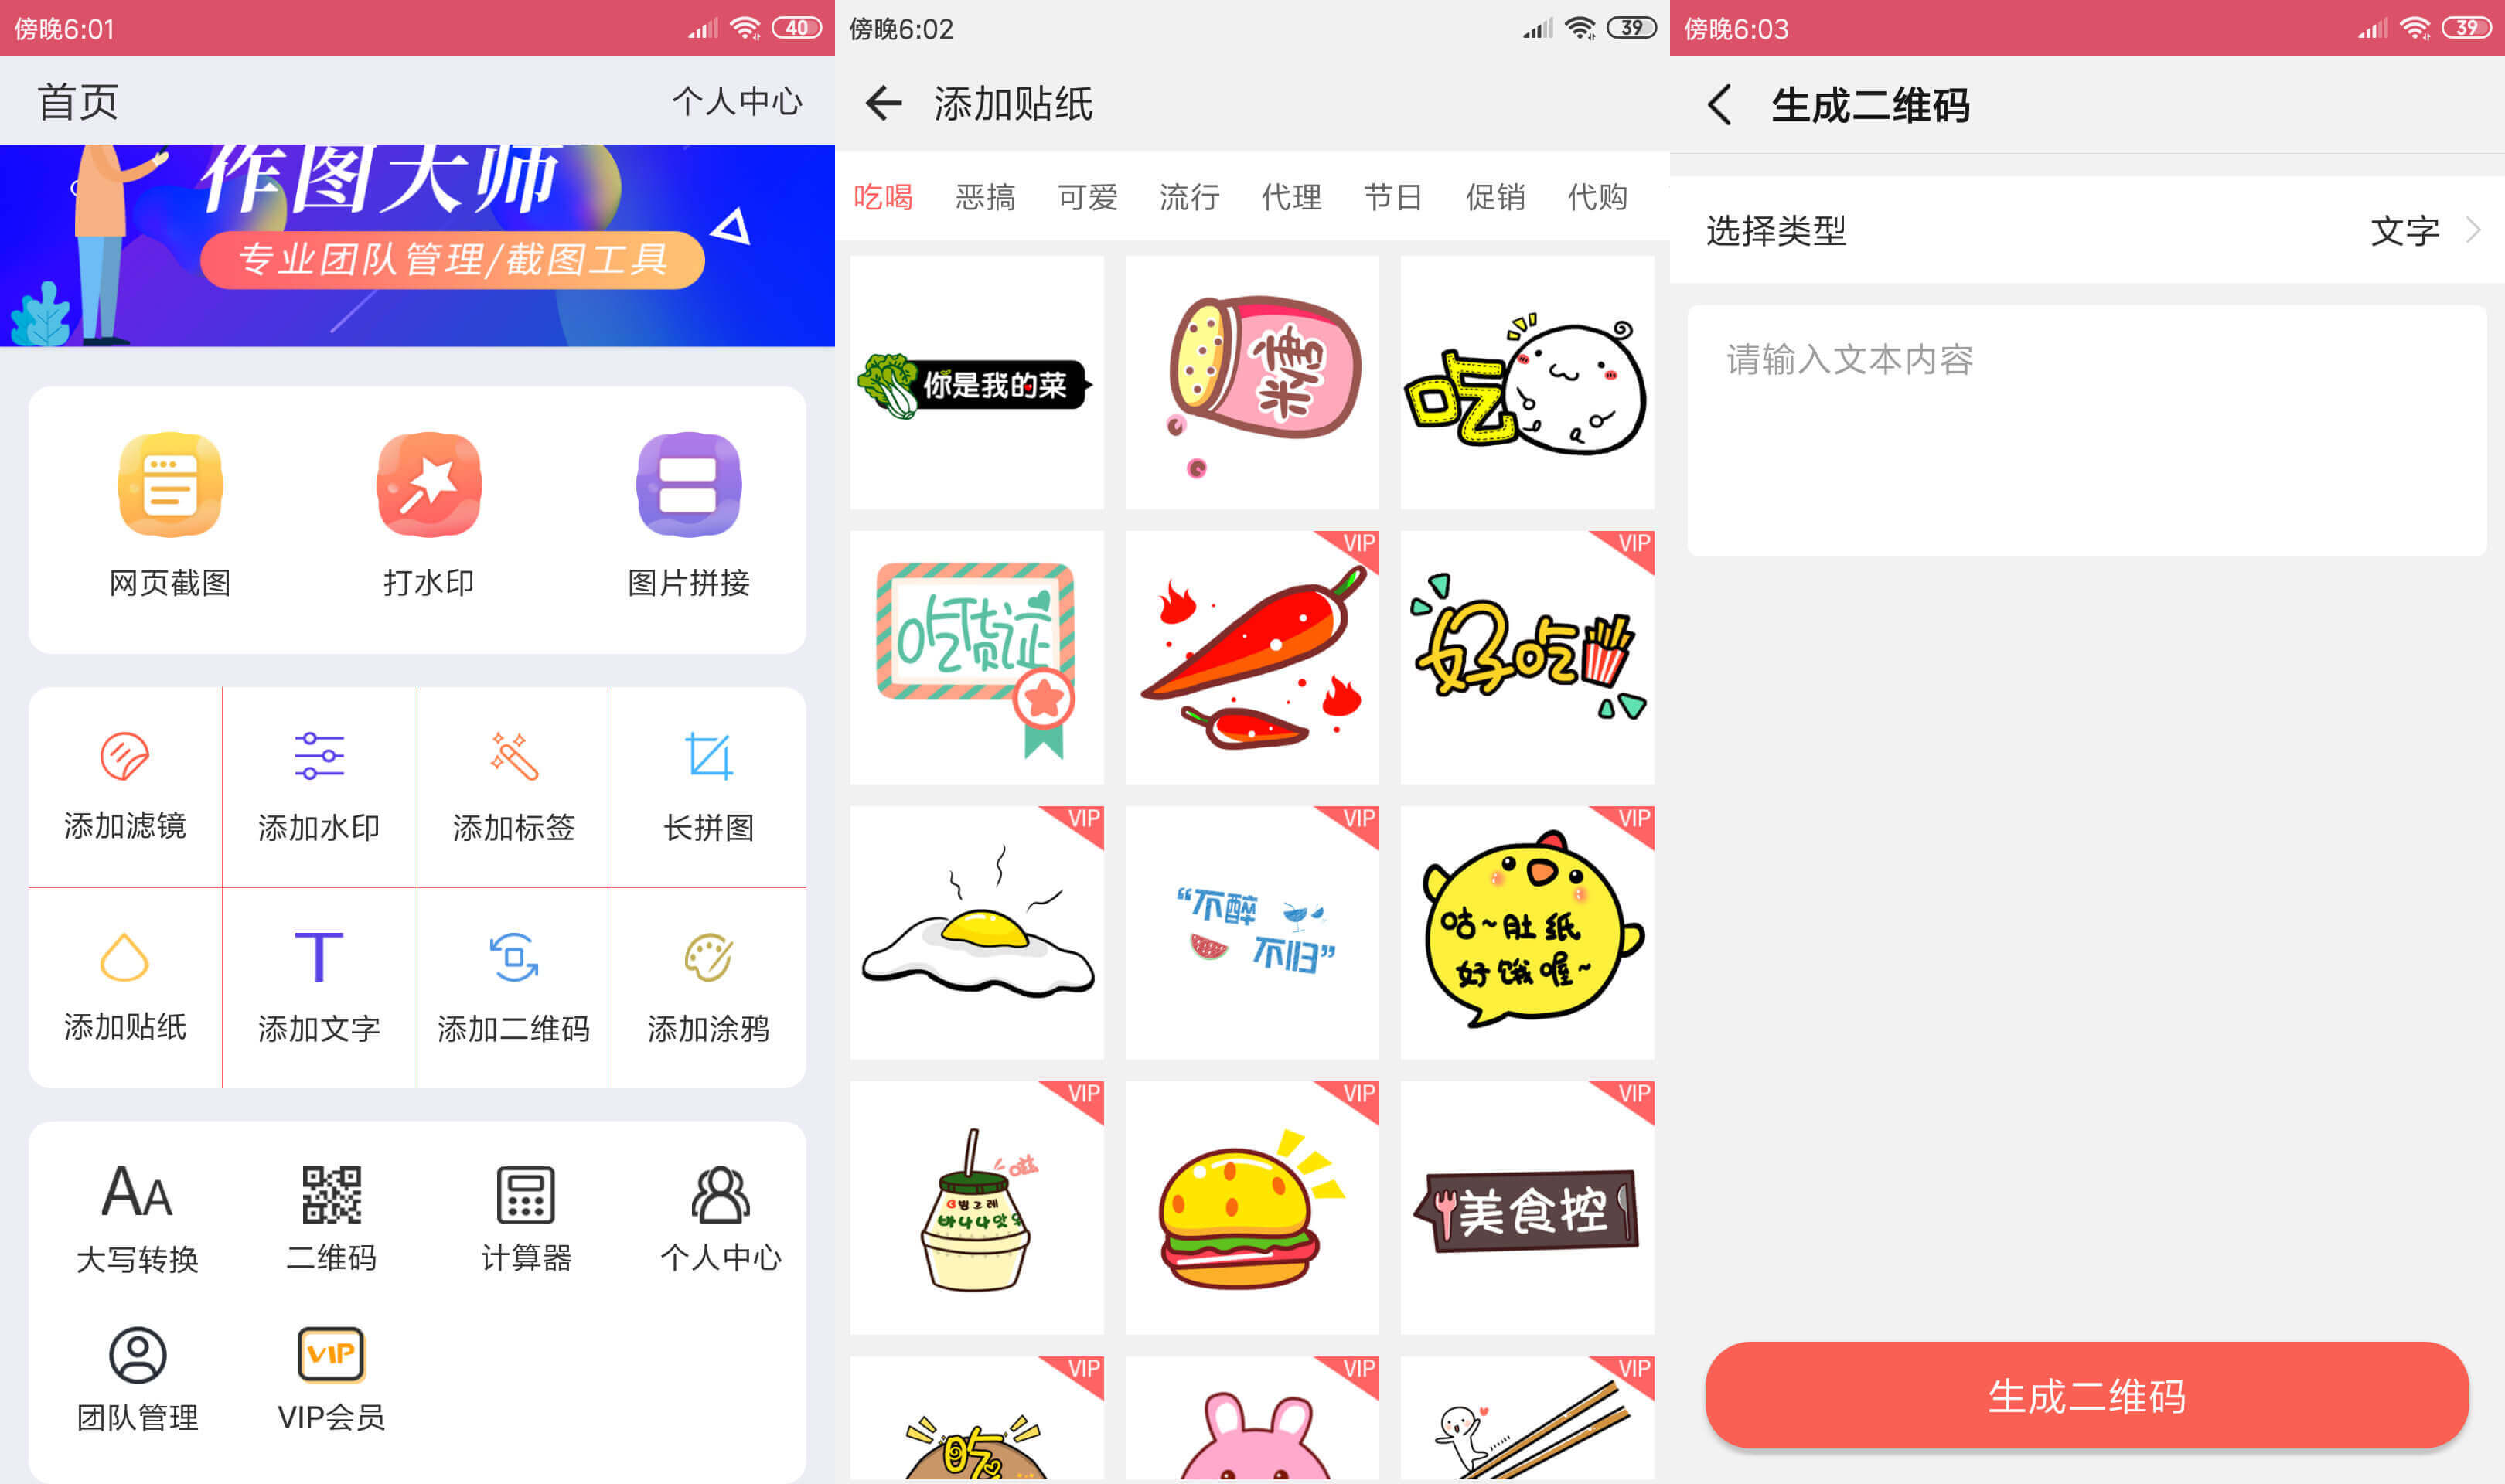 傍晚6:01
40
首页
个人中心
作图大师
专业团队管理/截图工具
网页截图
打水印
图片拼接
添加滤镜
添加水印
添加标签
长拼图
添加贴纸
添加文字
添加二维码
添加涂鸦
大写转换
二维码
计算器
个人中心
团队管理
VIP
VIP会员
傍晚6:02
39
添加贴纸
吃喝
恶搞
可爱
流行
代理
节日
促销
代购
你是我的菜
吃
吃货证
VIP
VIP
好吃
VIP
VIP
“不醉
不归”
VIP
咕~肚纸
好饿喔~
VIP
빙그레
바나나맛우
VIP
VIP
美食控
VIP
吃
VIP
VIP
傍晚6:03
39
生成二维码
选择类型
文字
请输入文本内容
生成二维码